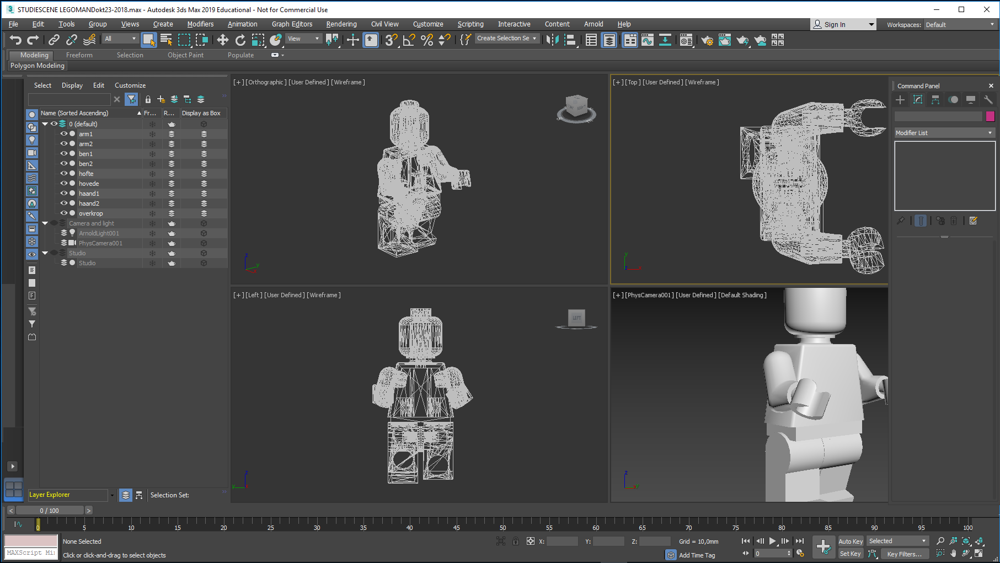 STUDIESCENE LEGOMANDokt23-2018.max - Autodesk 3ds Max 2019 Educational - Not for Commercial Use
File Edit Tools Group Views Create Modifiers Animation Graph Editors Rendering Civil View Customize Scripting Interactive Content Arnold Help Sign In Workspaces: Default
All View Create Selection Se
Modeling Freeform Selection Object Paint Populate
Polygon Modeling
Select Display Edit Customize
Name (Sorted Ascending) Fr... R... Display as Box
0 (default)
arm1
arm2
ben1
ben2
hofte
hovede
haand1
haand2
overkrop
Camera and light
ArnoldLight001
PhysCamera001
Studio
Studio
Layer Explorer Selection Set:
[+] [Orthographic] [User Defined] [Wireframe]
RIGHT
z
y
[+] [Top] [User Defined] [Wireframe]
y
z
[+] [Left] [User Defined] [Wireframe]
LEFT
z
y
[+] [PhysCamera001] [User Defined] [Default Shading]
z
Command Panel
Modifier List
< 0 / 100 >
0 5 10 15 20 25 30 35 40 45 50 55 60 65 70 75 80 85 90 95 100
None Selected X: Y: Z: Grid = 10,0mm Auto Key Selected
MAXScript Mi Click or click-and-drag to select objects Add Time Tag 0 Set Key Key Filters...